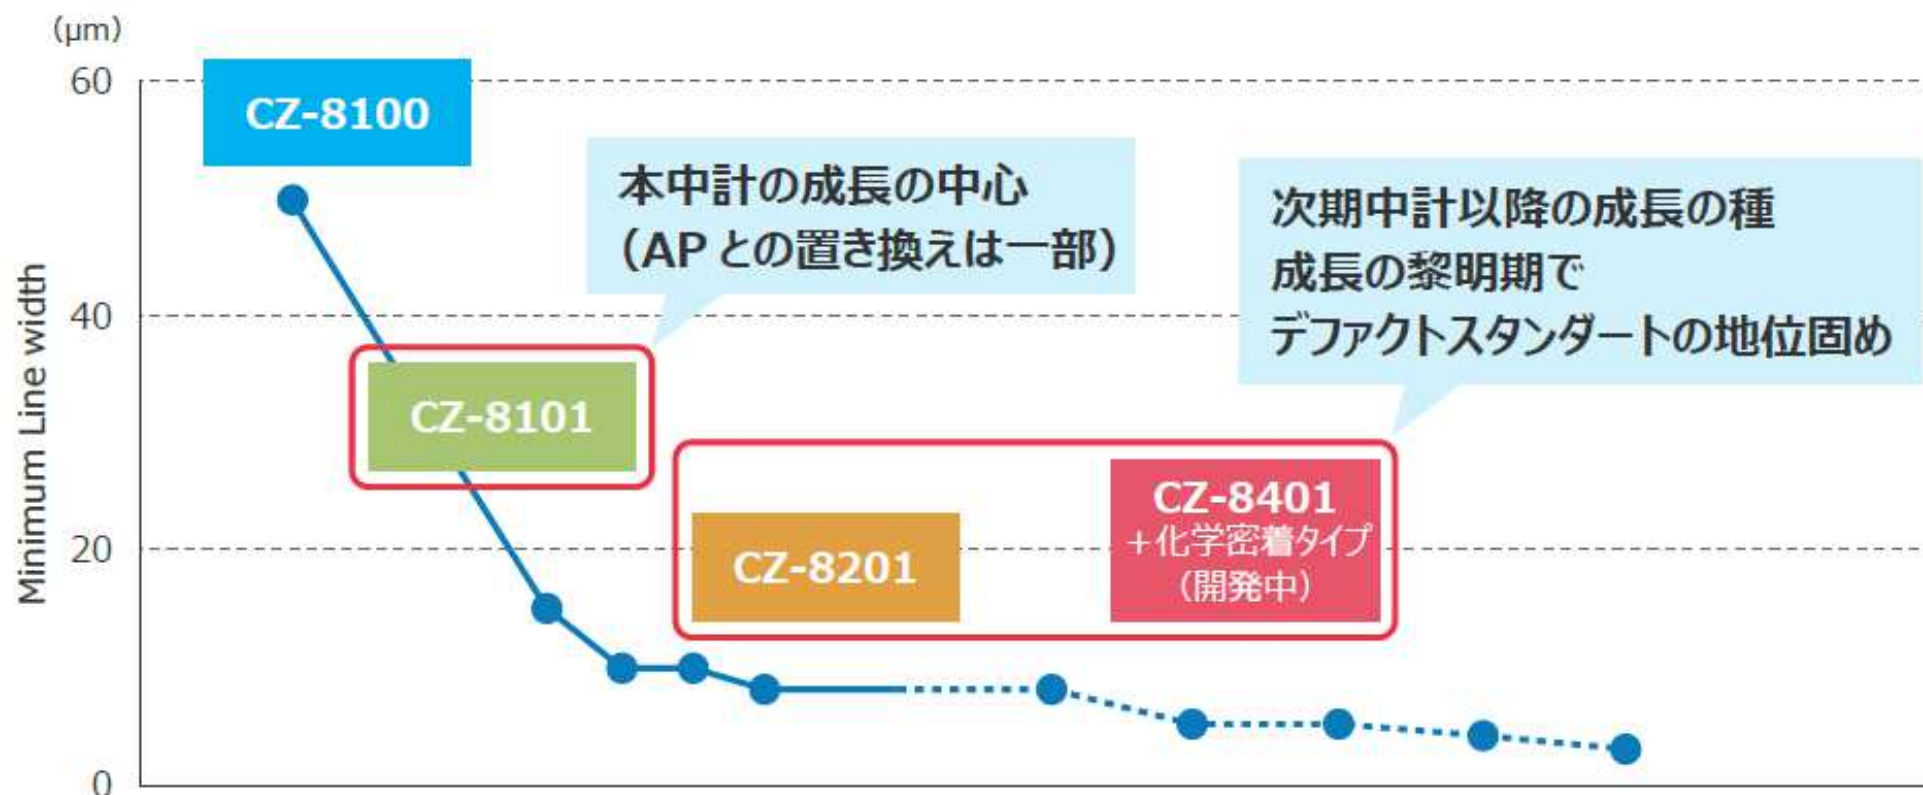 (μm)
60
CZ-8100
本中計の成長の中心
（APとの置き換えは一部）
次期中計以降の成長の種
成長の黎明期で
デファクトスタンダートの地位固め
40
Minimum Line width
CZ-8101
CZ-8401
＋化学密着タイプ
（開発中）
20
CZ-8201
0